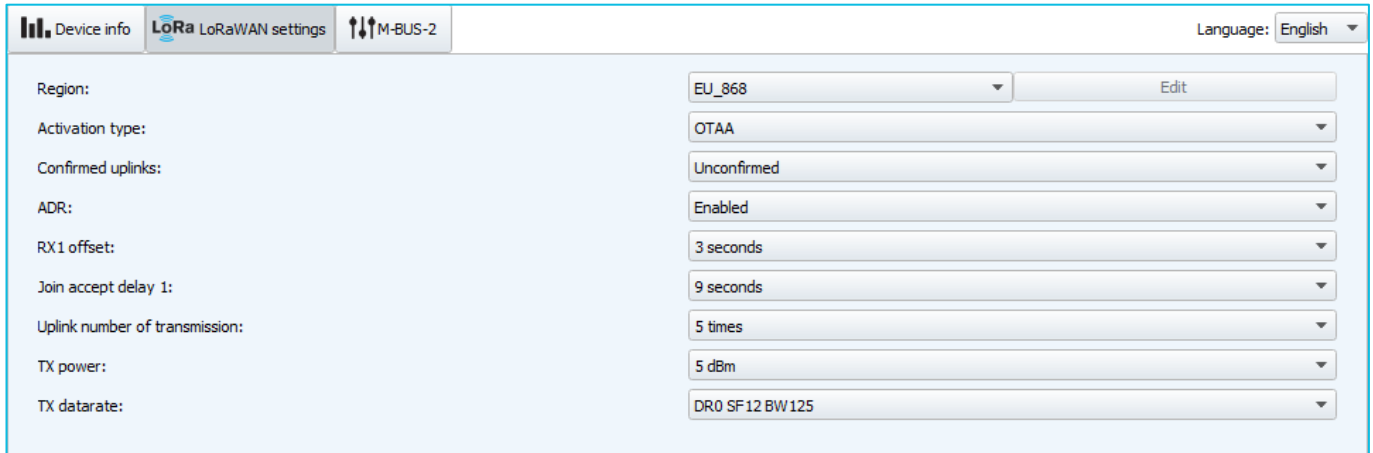 Device info LoRa LoRaWAN settings M-BUS-2 Language: English
Region: EU_868 Edit
Activation type: OTAA
Confirmed uplinks: Unconfirmed
ADR: Enabled
RX1 offset: 3 seconds
Join accept delay 1: 9 seconds
Uplink number of transmission: 5 times
TX power: 5 dBm
TX datarate: DR0 SF12 BW125